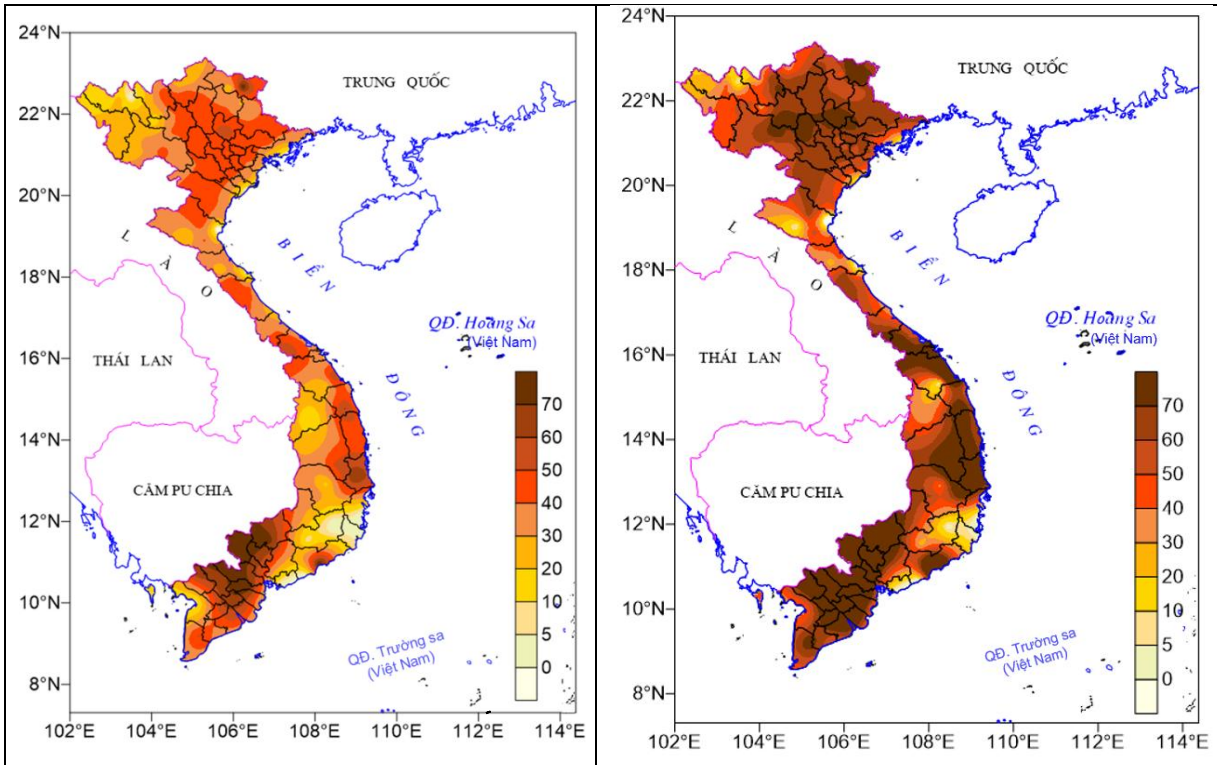 24°N
22°N
20°N
18°N
16°N
14°N
12°N
10°N
8°N
102°E 104°E 106°E 108°E 110°E 112°E 114°E
TRUNG QUỐC
L
À
O
BIỂN
ĐÔNG
QĐ. Hoàng Sa
(Việt Nam)
THÁI LAN
CĂM PU CHIA
QĐ. Trường sa
(Việt Nam)
70
60
50
40
30
20
10
5
0
24°N
22°N
20°N
18°N
16°N
14°N
12°N
10°N
8°N
102°E 104°E 106°E 108°E 110°E 112°E 114°E
TRUNG QUỐC
L
À
O
BIỂN
ĐÔNG
QĐ. Hoàng Sa
(Việt Nam)
THÁI LAN
CĂM PU CHIA
QĐ. Trường sa
(Việt Nam)
70
60
50
40
30
20
10
5
0